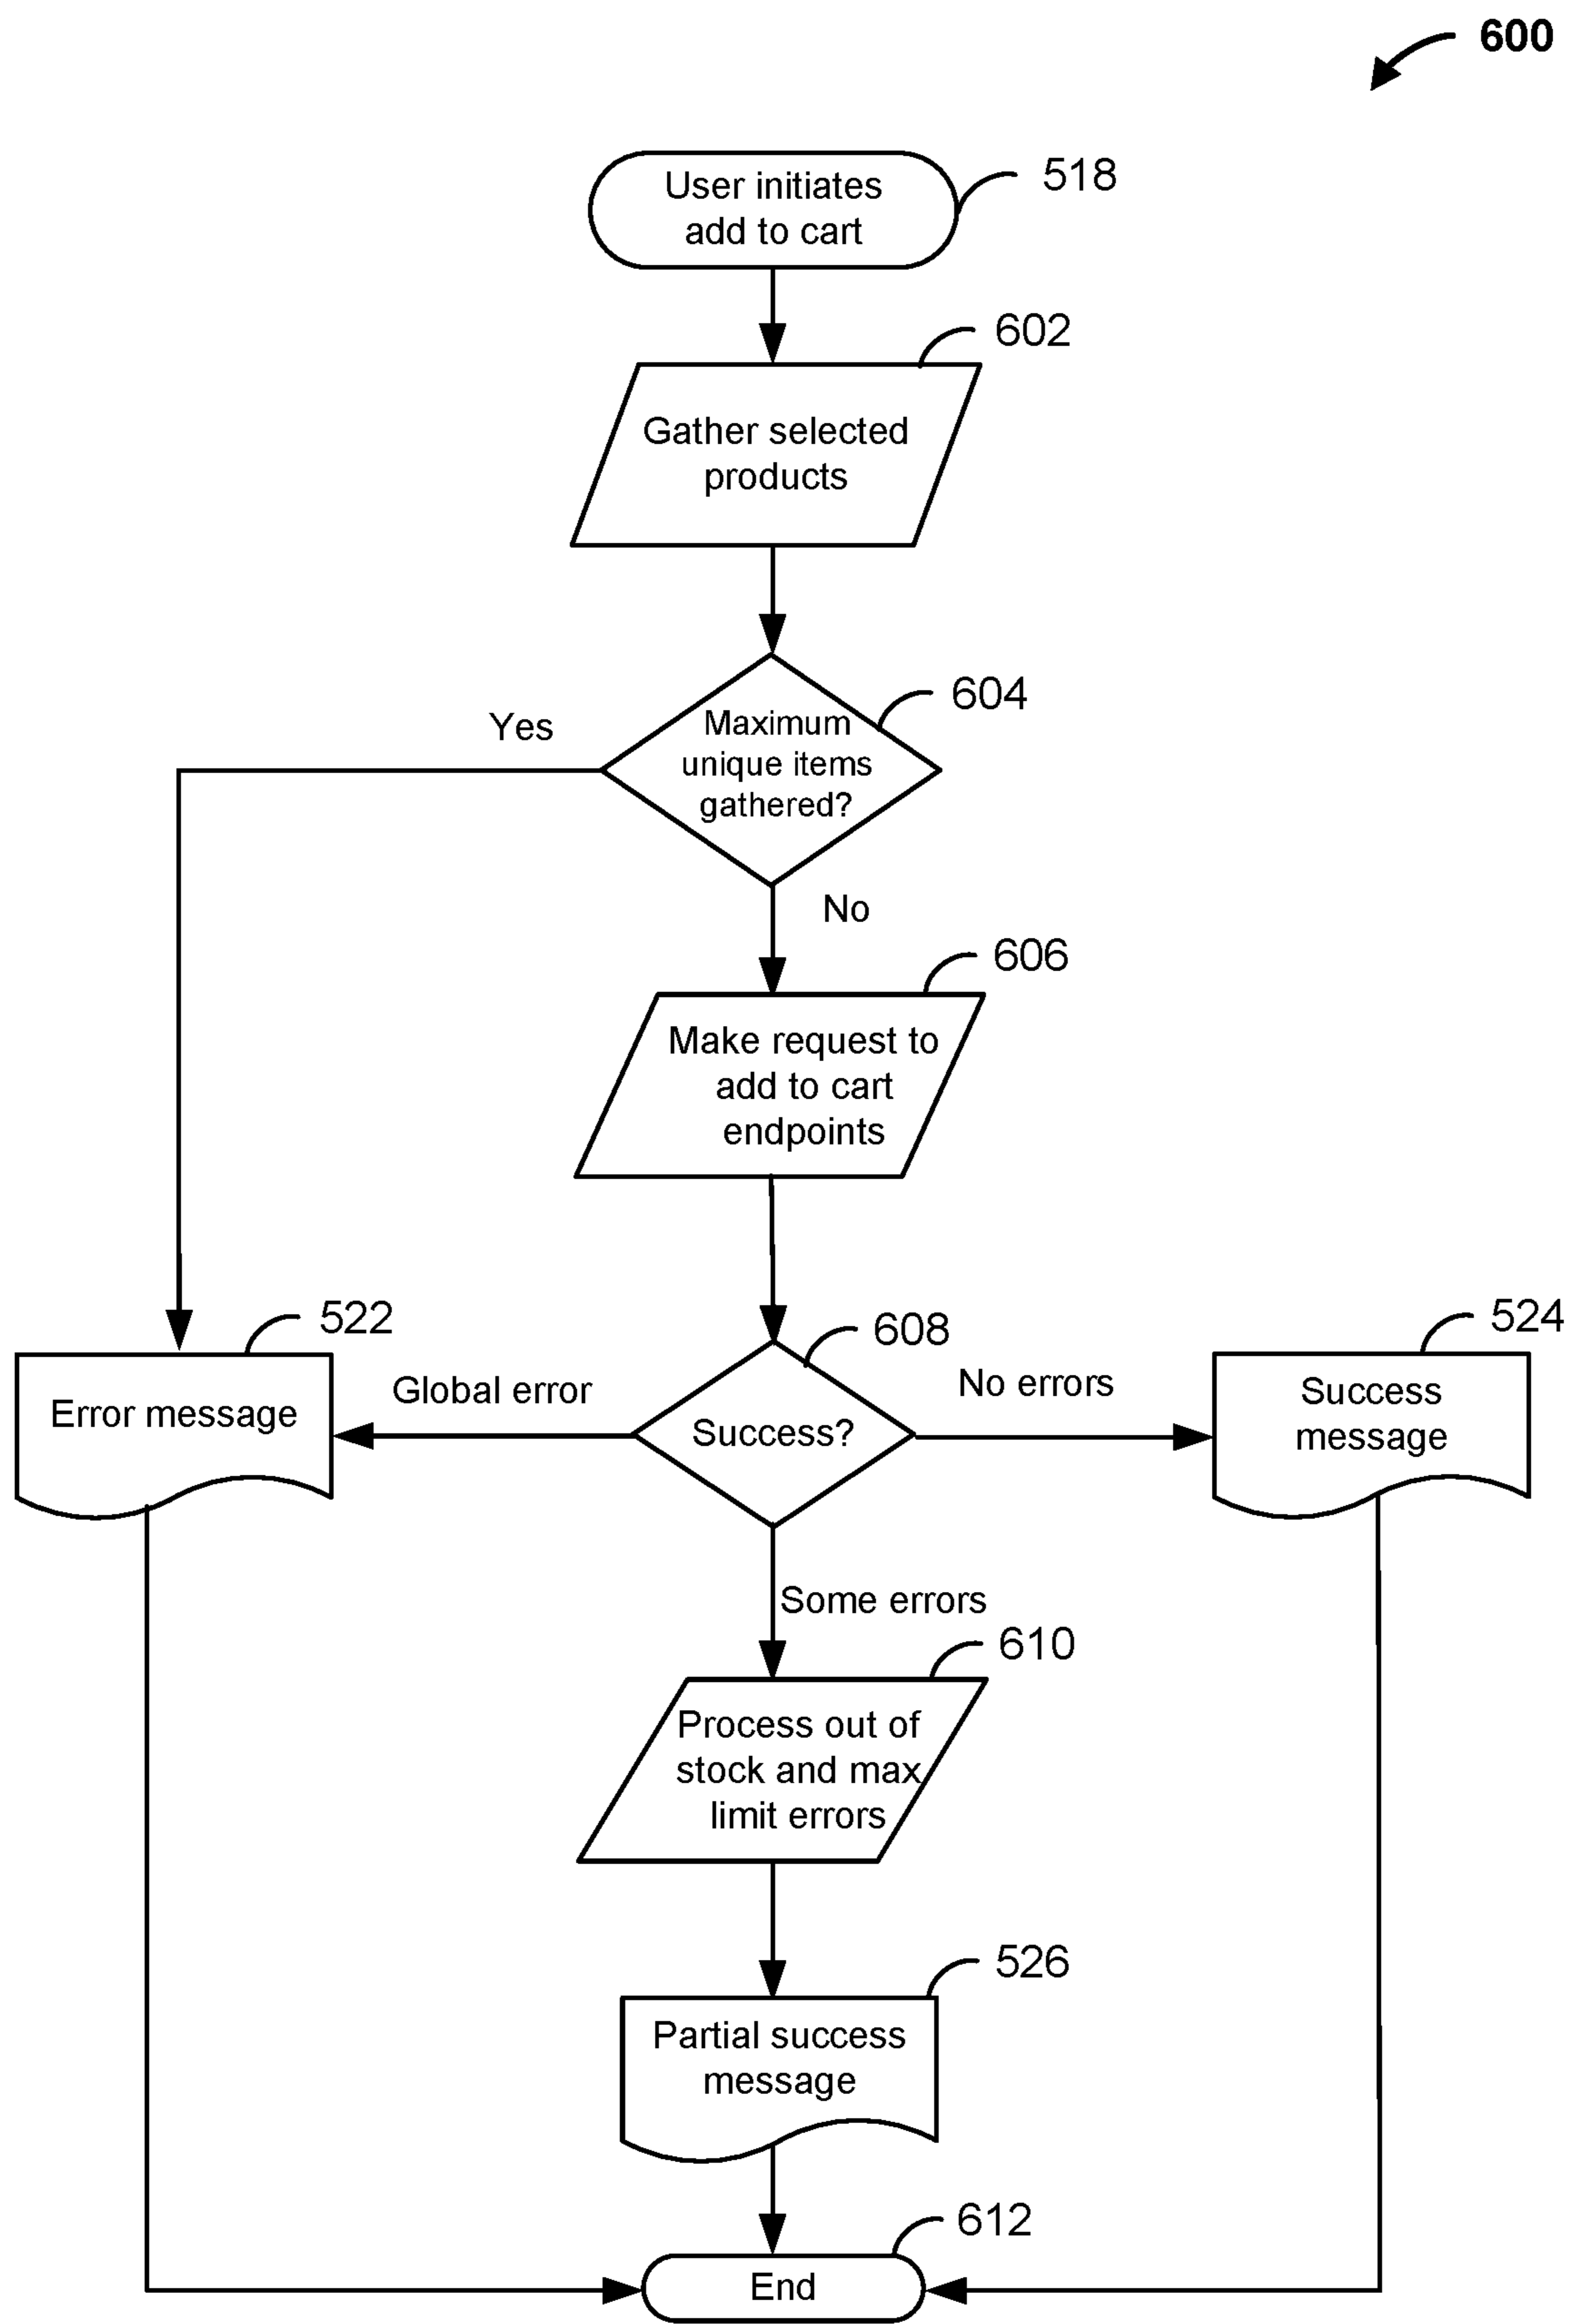 600
User initiates
add to cart
518
602
Gather selected
products
604
Maximum
unique items
gathered?
Yes
No
606
Make request to
add to cart
endpoints
522
Error message
Global error
608
Success?
No errors
524
Success
message
Some errors
610
Process out of
stock and max
limit errors
526
Partial success
message
612
End